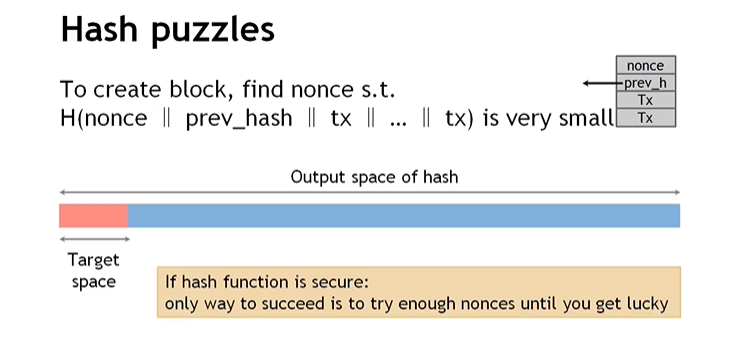 Hash puzzles
To create block, find nonce s.t.
H(nonce ‖ prev_hash ‖ tx ‖ ... ‖ tx) is very small
nonce
prev_h
Tx
Tx
Output space of hash
Target
space
If hash function is secure:
only way to succeed is to try enough nonces until you get lucky